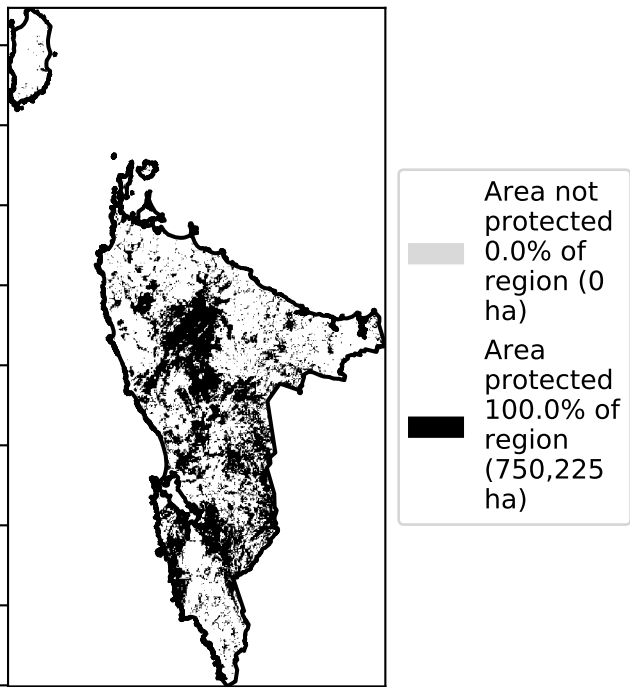 Area not
protected
0.0% of
region (0
ha)
Area
protected
100.0% of
region
(750,225
ha)